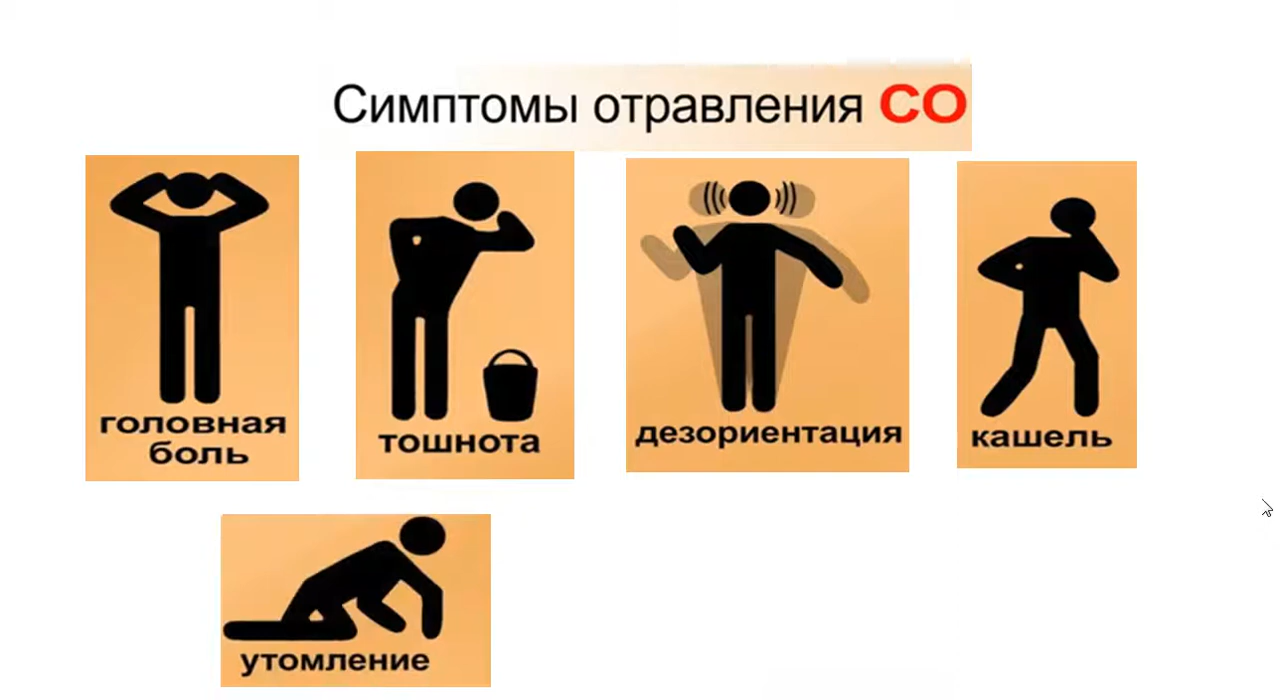 Симптомы отравления СО
головная
боль
тошнота
дезориентация
кашель
утомление